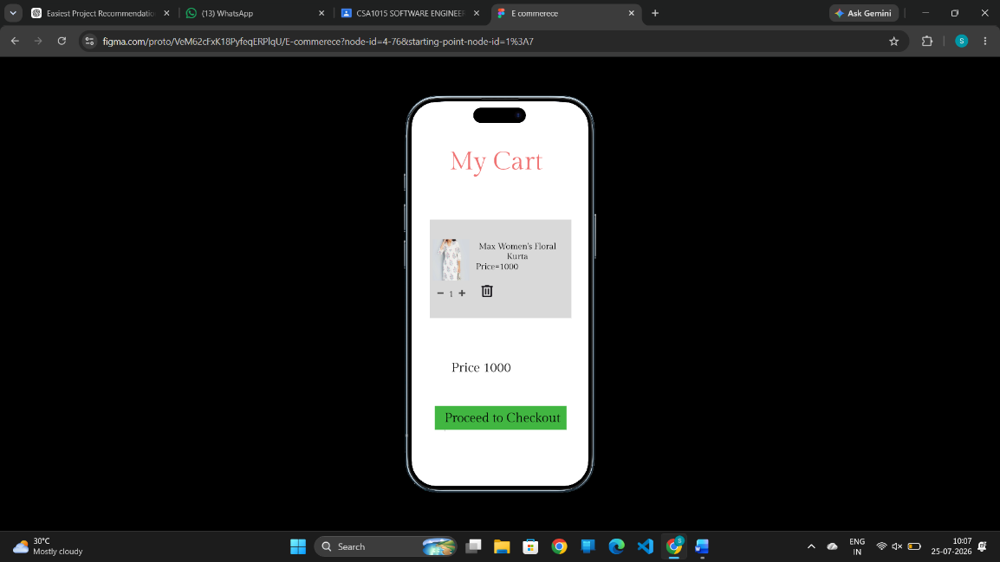 Easiest Project Recommendatio
(13) WhatsApp
CSA1015 SOFTWARE ENGINEER
E commerece
Ask Gemini
figma.com/proto/VeM62cFxK18PyfeqERPlqU/E-commerece?node-id=4-76&starting-point-node-id=1%3A7
S
My Cart
Max Women's Floral
Kurta
Price=1000
1
Price 1000
Proceed to Checkout
30°C
Mostly cloudy
Search
S
ENG
IN
10:07
25-07-2026